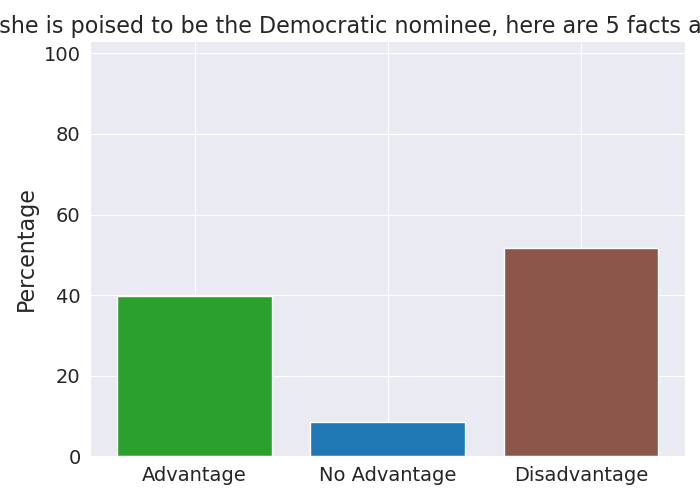 she is poised to be the Democratic nominee, here are 5 facts a
100
80
60
40
20
0
Percentage
Advantage
No Advantage
Disadvantage